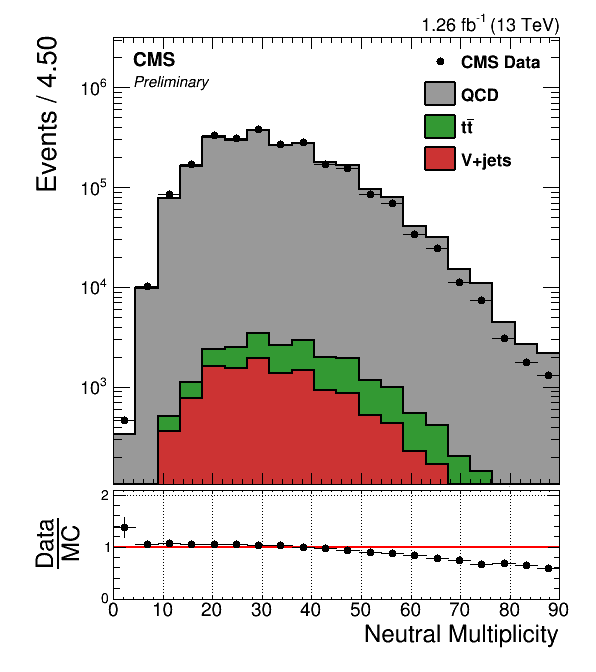 1.26 fb⁻¹ (13 TeV)
CMS
Preliminary
CMS Data
QCD
tt̄
V+jets
Events / 4.50
10⁶
10⁵
10⁴
10³
Data
MC
2
1
0
0 10 20 30 40 50 60 70 80 90
Neutral Multiplicity